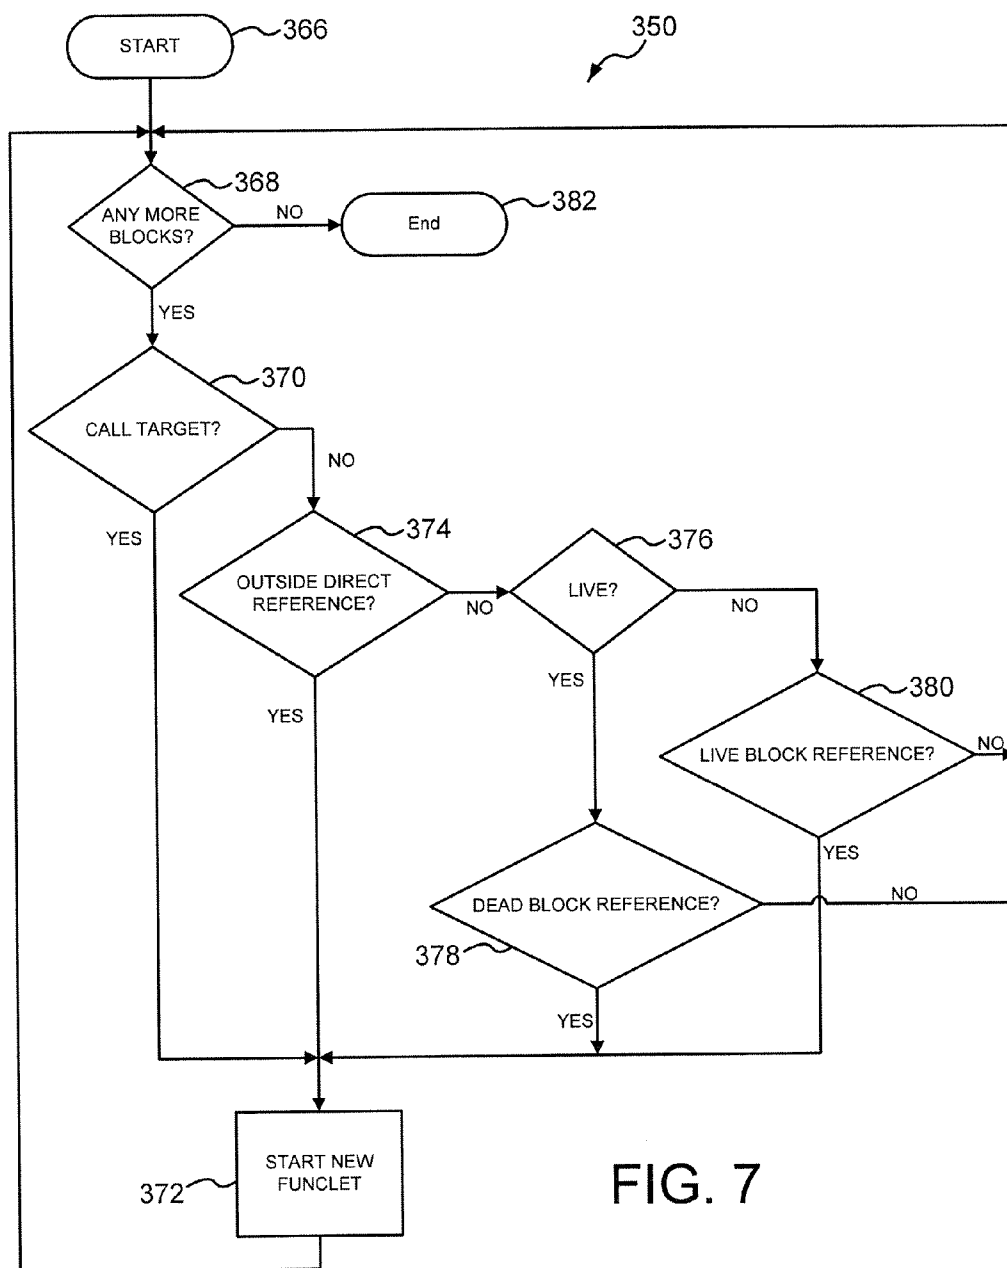 START
366
350
368
ANY MORE
BLOCKS?
NO
End
382
YES
370
CALL TARGET?
NO
YES
374
OUTSIDE DIRECT
REFERENCE?
NO
376
LIVE?
NO
YES
YES
380
LIVE BLOCK REFERENCE?
NO
YES
DEAD BLOCK REFERENCE?
NO
378
YES
START NEW
FUNCLET
372
FIG. 7